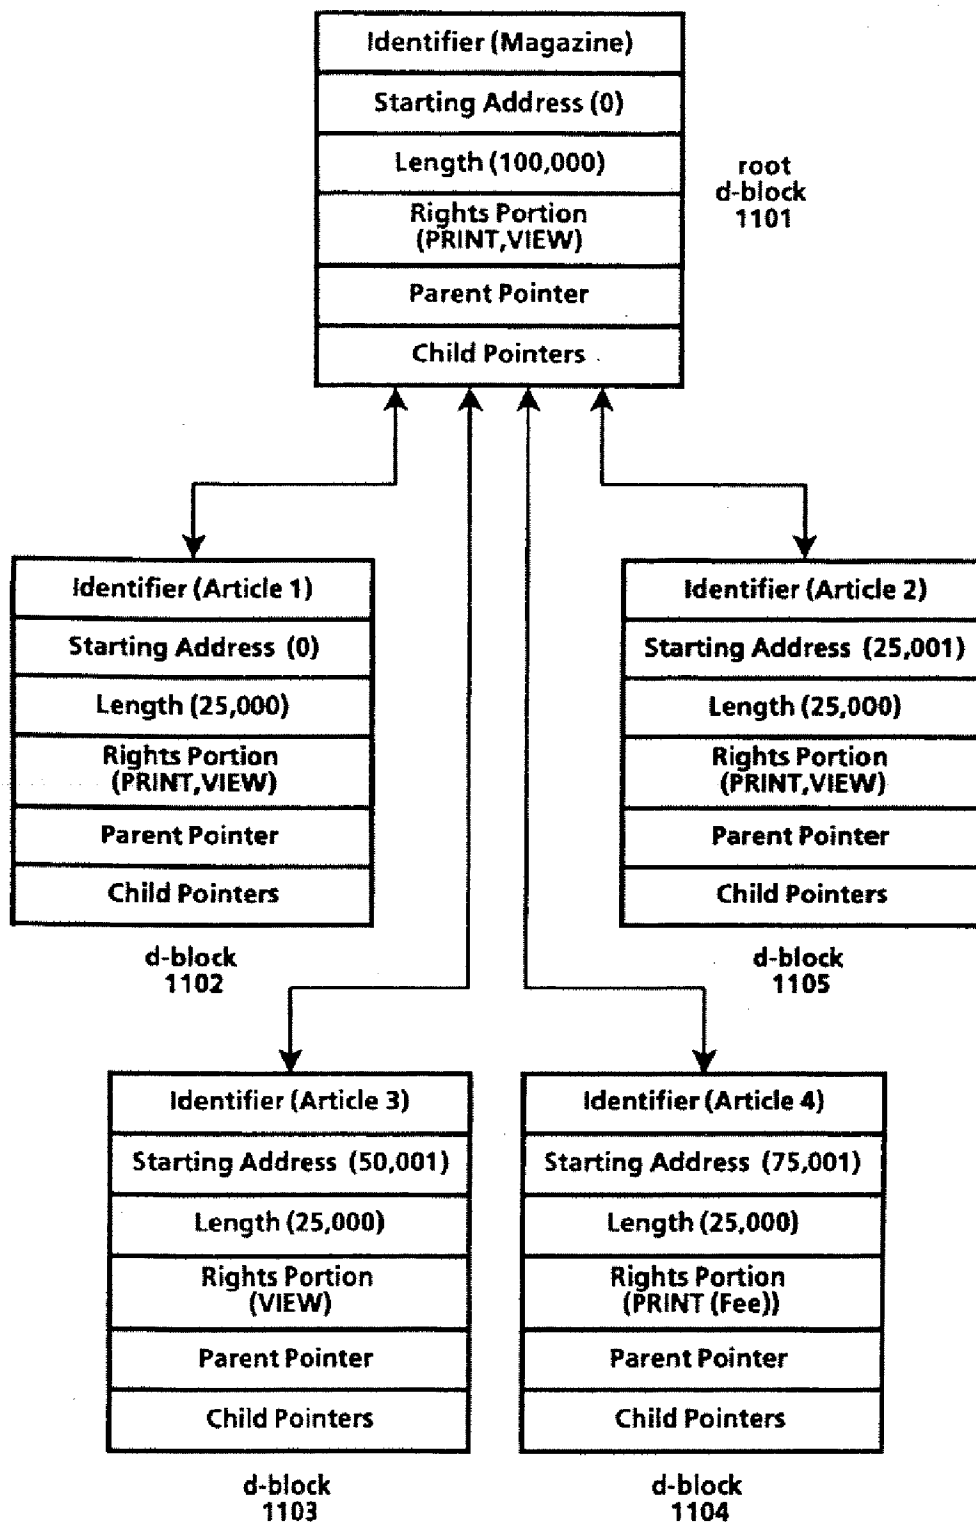 Identifier (Magazine)
Starting Address (0)
Length (100,000)
Rights Portion
(PRINT,VIEW)
Parent Pointer
Child Pointers
root
d-block
1101
Identifier (Article 1)
Starting Address (0)
Length (25,000)
Rights Portion
(PRINT,VIEW)
Parent Pointer
Child Pointers
d-block
1102
Identifier (Article 2)
Starting Address (25,001)
Length (25,000)
Rights Portion
(PRINT,VIEW)
Parent Pointer
Child Pointers
d-block
1105
Identifier (Article 3)
Starting Address (50,001)
Length (25,000)
Rights Portion
(VIEW)
Parent Pointer
Child Pointers
d-block
1103
Identifier (Article 4)
Starting Address (75,001)
Length (25,000)
Rights Portion
(PRINT (Fee))
Parent Pointer
Child Pointers
d-block
1104